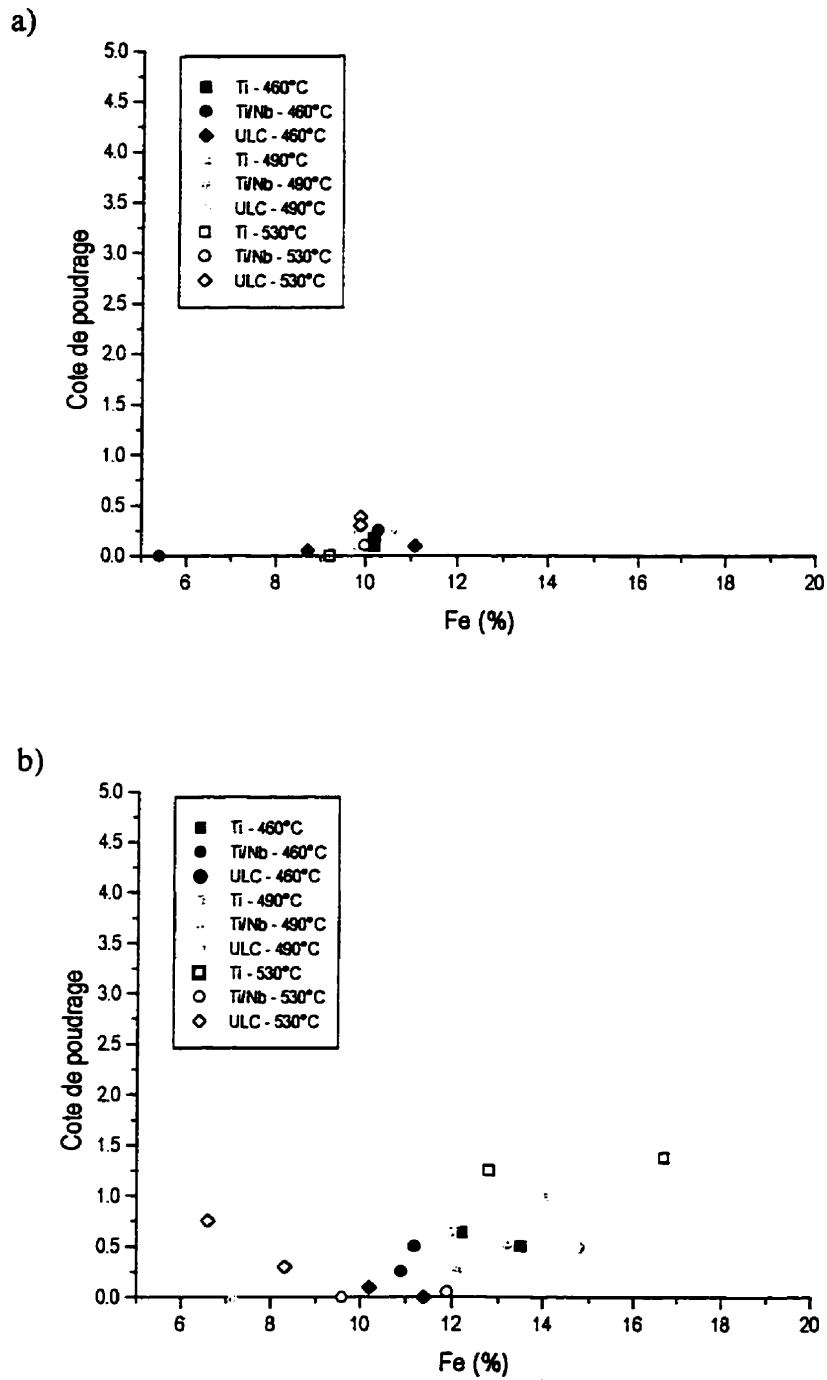 a)
5.0
4.5
4.0
3.5
3.0
2.5
2.0
1.5
1.0
0.5
0.0
Cote de poudrage
Ti - 460°C
Ti/Nb - 460°C
ULC - 460°C
Ti - 490°C
Ti/Nb - 490°C
ULC - 490°C
Ti - 530°C
Ti/Nb - 530°C
ULC - 530°C
6 8 10 12 14 16 18 20
Fe (%)
b)
5.0
4.5
4.0
3.5
3.0
2.5
2.0
1.5
1.0
0.5
0.0
Cote de poudrage
Ti - 460°C
Ti/Nb - 460°C
ULC - 460°C
Ti - 490°C
Ti/Nb - 490°C
ULC - 490°C
Ti - 530°C
Ti/Nb - 530°C
ULC - 530°C
6 8 10 12 14 16 18 20
Fe (%)